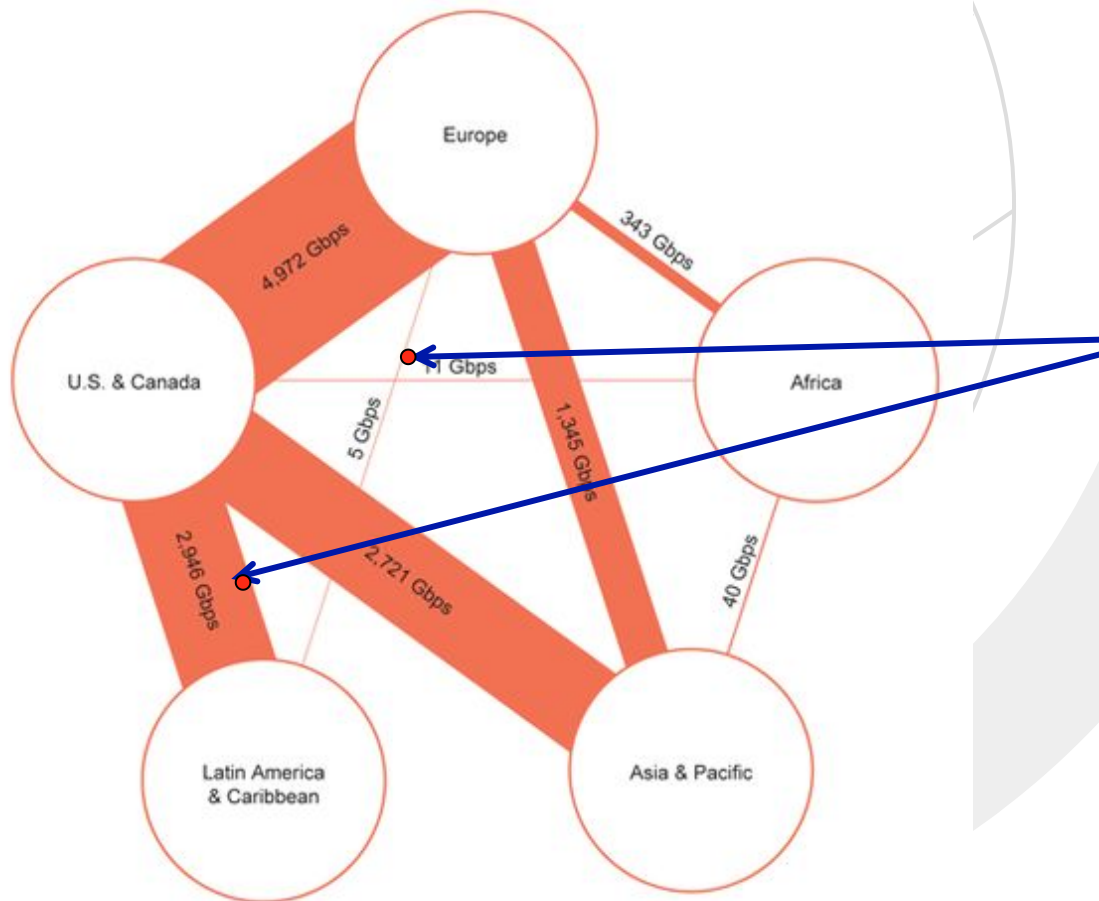 Europe
343 Gbps
4,972 Gbps
11 Gbps
U.S. & Canada
Africa
5 Gbps
1,345 Gbps
2,946 Gbps
2,721 Gbps
40 Gbps
Latin America
& Caribbean
Asia & Pacific